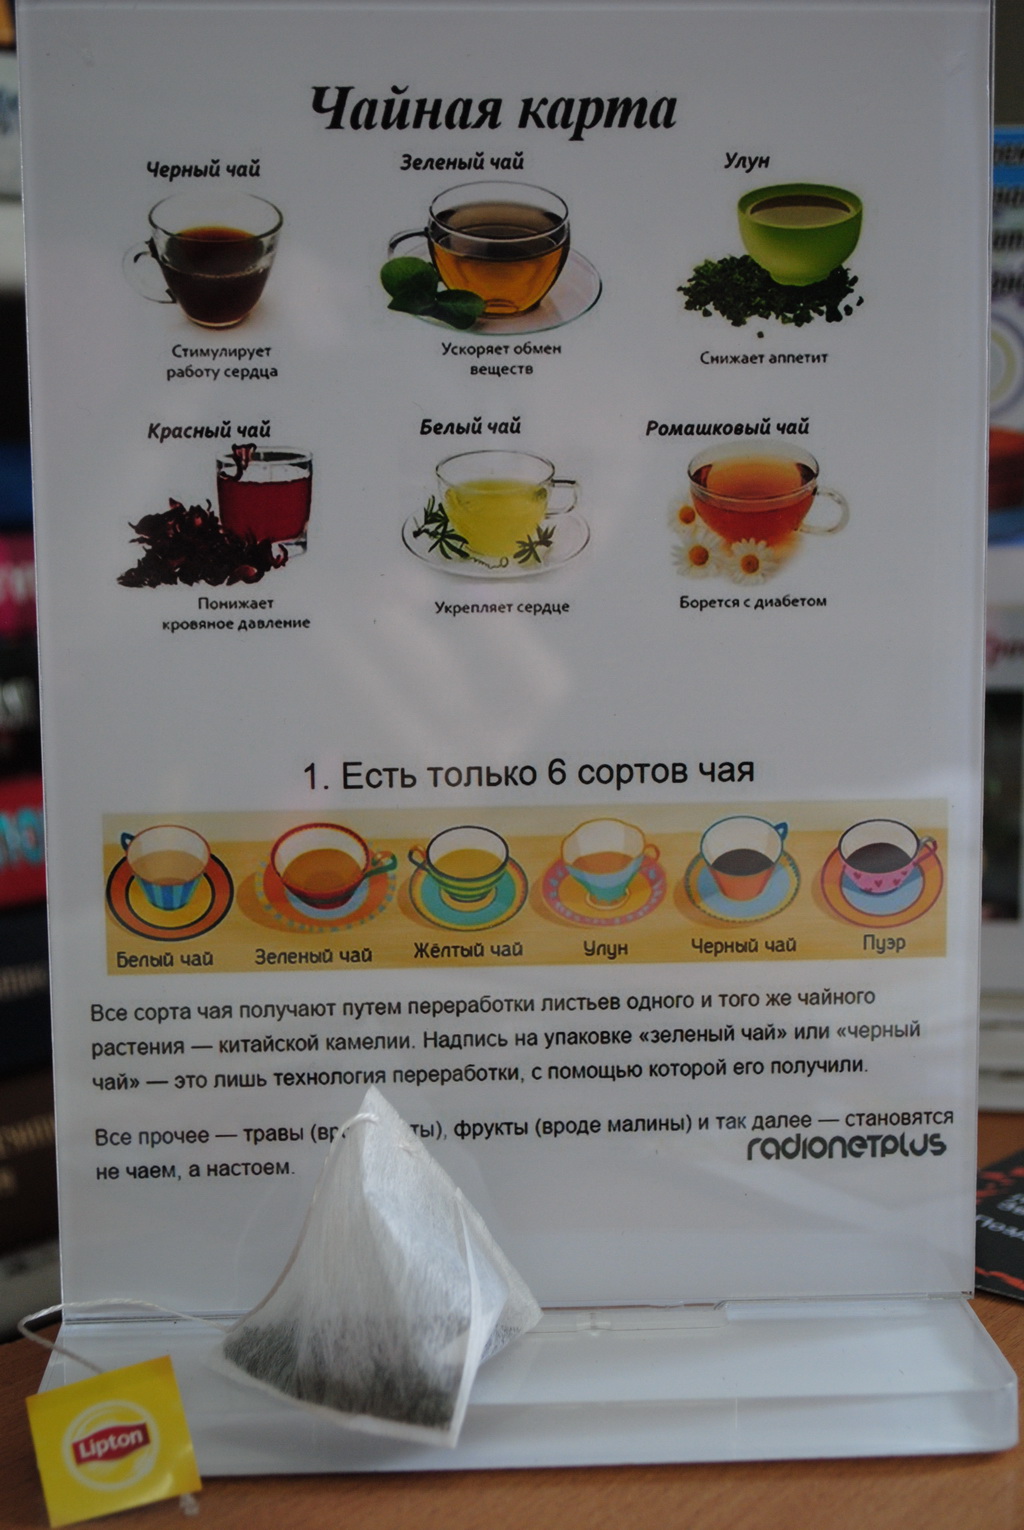 Чайная карта
Черный чай
Зеленый чай
Улун
Стимулирует
работу сердца
Ускоряет обмен
веществ
Снижает аппетит
Красный чай
Белый чай
Ромашковый чай
Понижает
кровяное давление
Укрепляет сердце
Борется с диабетом
1. Есть только 6 сортов чая
Белый чай
Зеленый чай
Жёлтый чай
Улун
Черный чай
Пуэр
Все сорта чая получают путем переработки листьев одного и того же чайного
растения — китайской камелии. Надпись на упаковке «зеленый чай» или «черный
чай» — это лишь технология переработки, с помощью которой его получили.
Все прочее — травы фрукты (вроде малины) и так далее — становятся
не чаем, а настоем.
radionetplus
Lipton